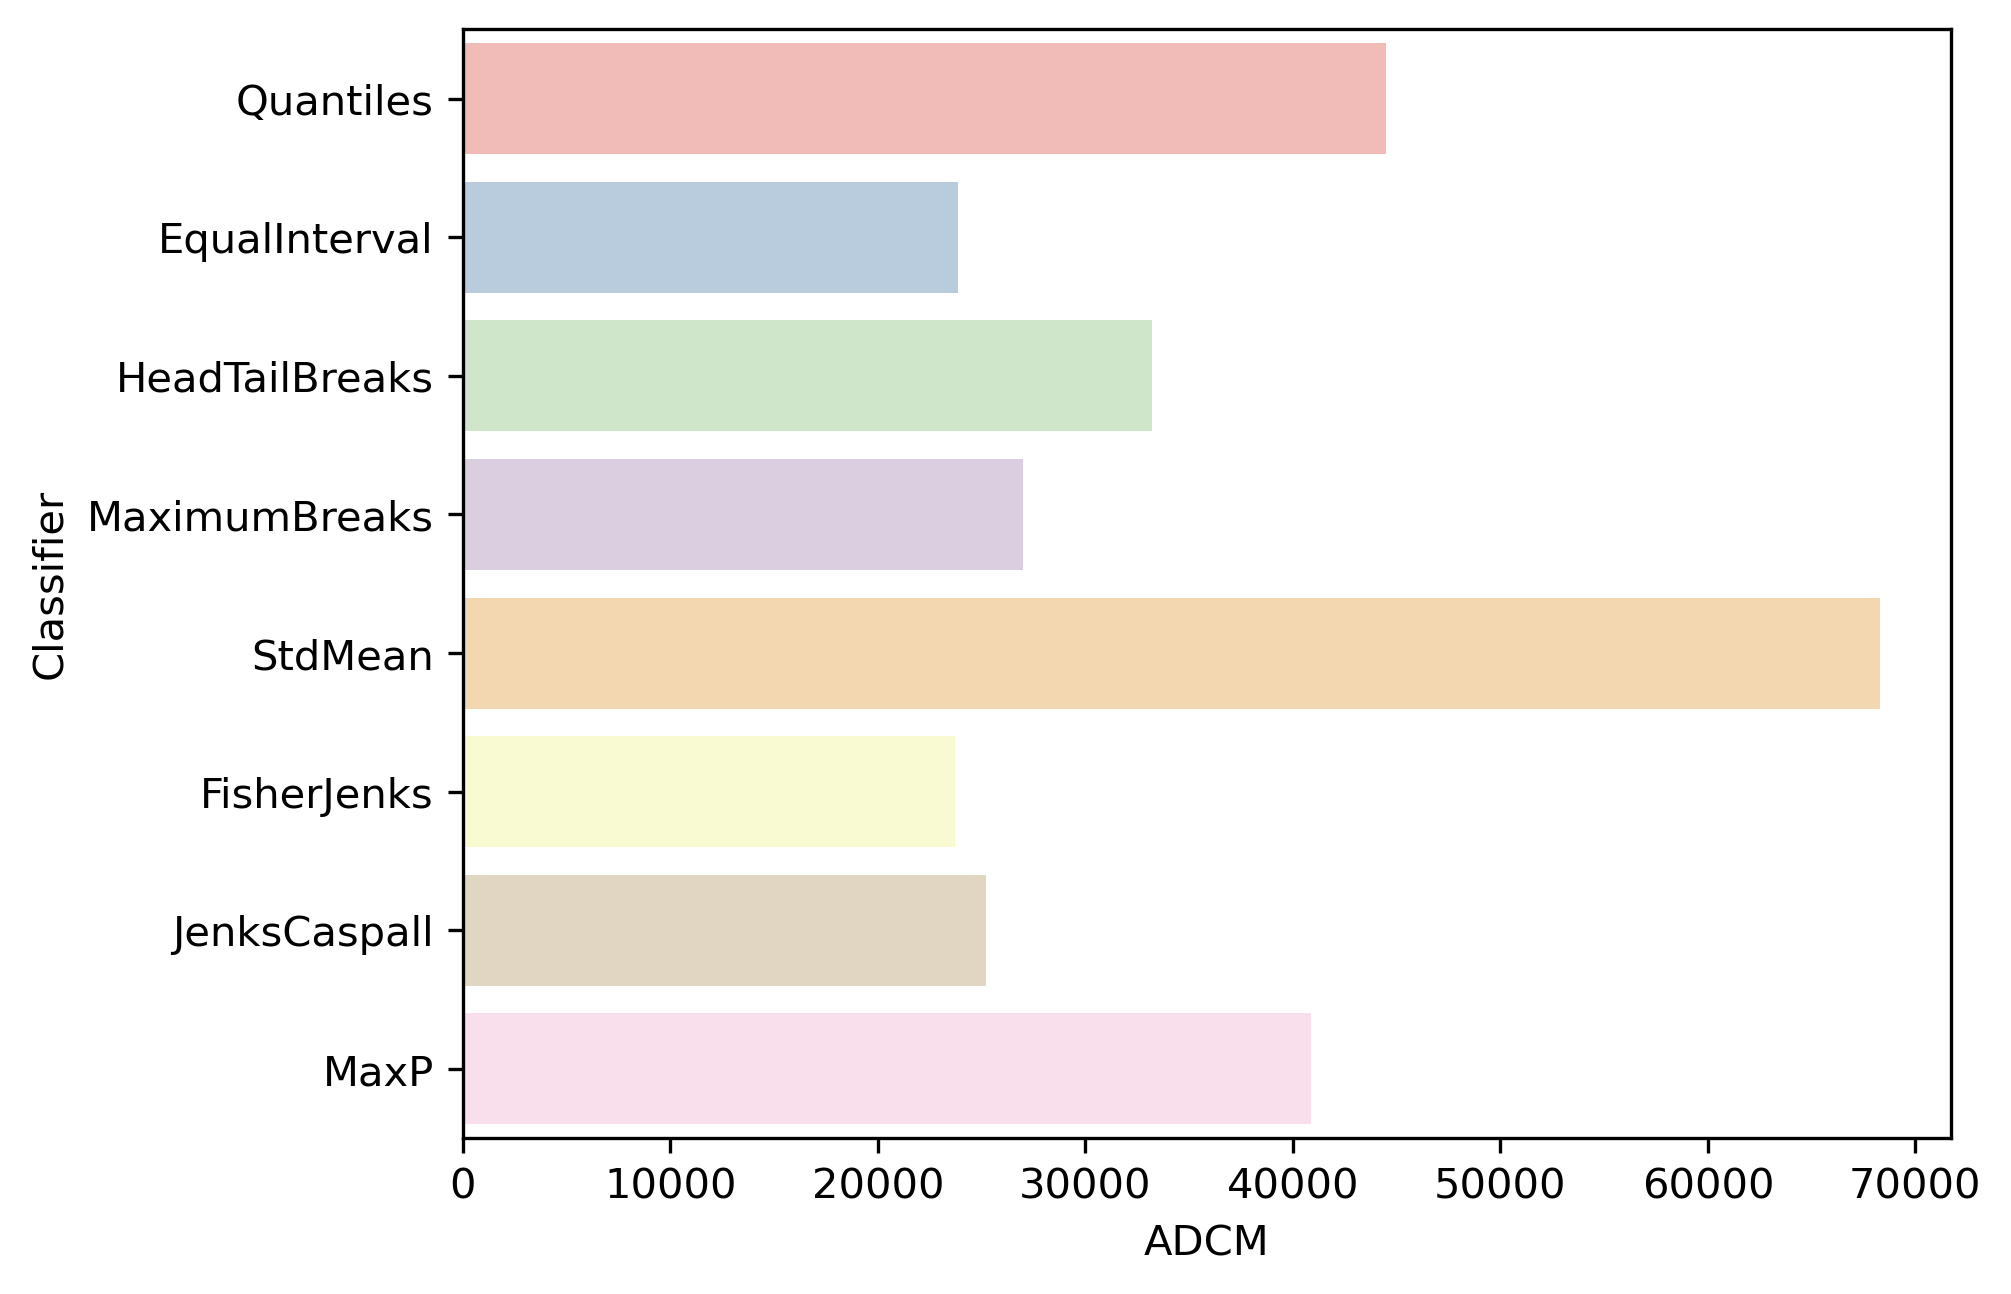 Classifier
Quantiles
EqualInterval
HeadTailBreaks
MaximumBreaks
StdMean
FisherJenks
JenksCaspall
MaxP
0 10000 20000 30000 40000 50000 60000 70000
ADCM